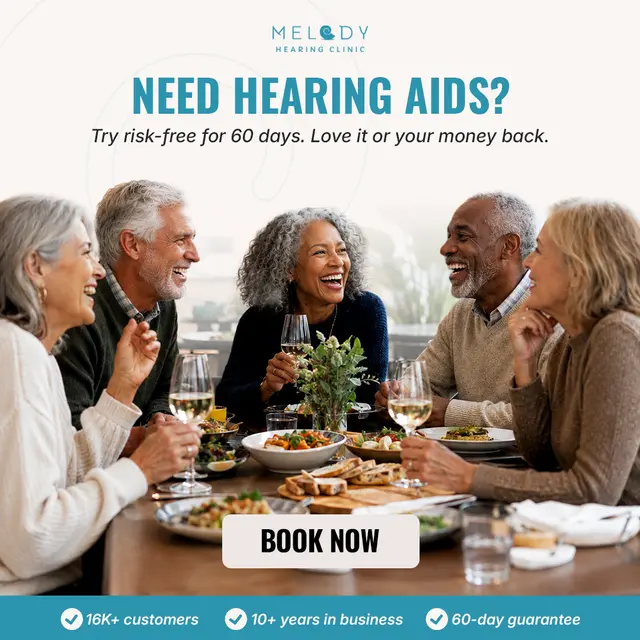 MELODY
HEARING CLINIC
NEED HEARING AIDS?
Try risk-free for 60 days. Love it or your money back.
BOOK NOW
16K+ customers
10+ years in business
60-day guarantee